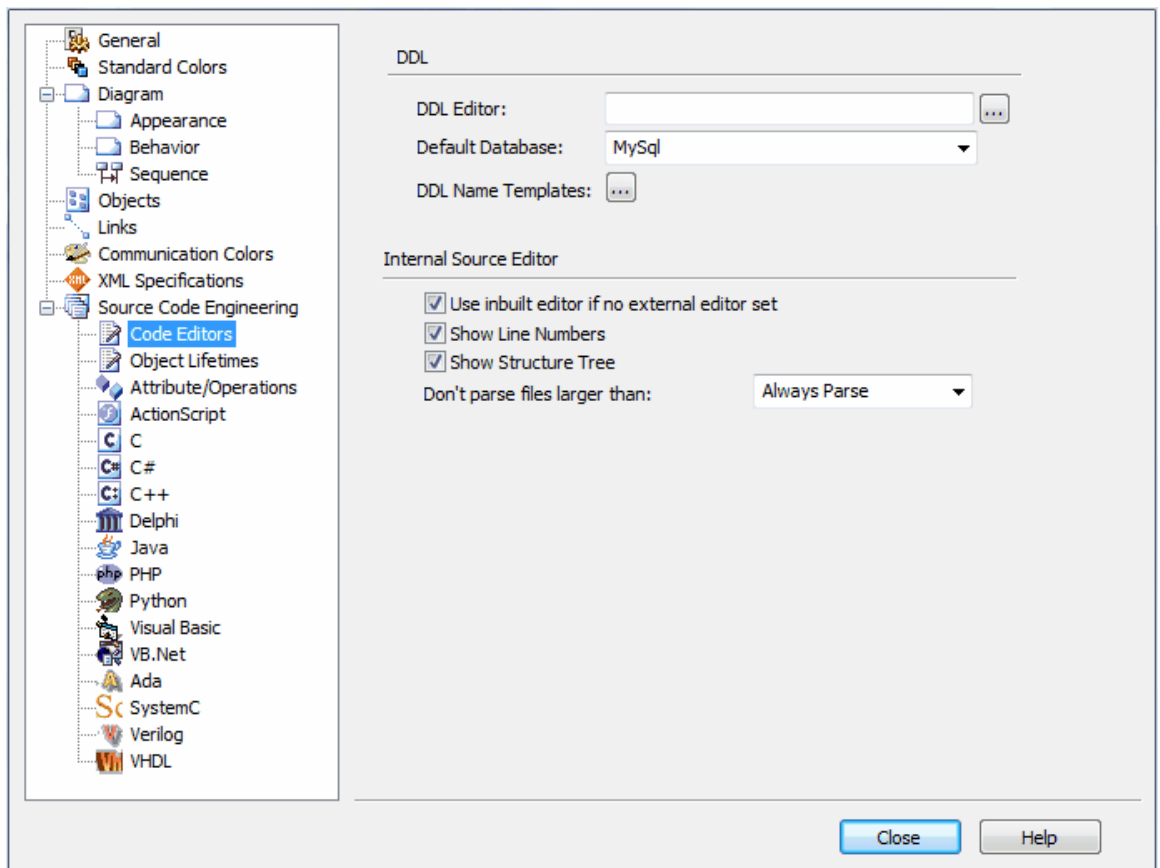 General
Standard Colors
Diagram
Appearance
Behavior
Sequence
Objects
Links
Communication Colors
XML Specifications
Source Code Engineering
Code Editors
Object Lifetimes
Attribute/Operations
ActionScript
C C
C# C#
C++
Delphi
Java
php PHP
Python
Visual Basic
VB.Net
Ada
SystemC
Verilog
VHDL
DDL
DDL Editor: ...
Default Database: MySql
DDL Name Templates: ...
Internal Source Editor
Use inbuilt editor if no external editor set
Show Line Numbers
Show Structure Tree
Don't parse files larger than: Always Parse
Close Help